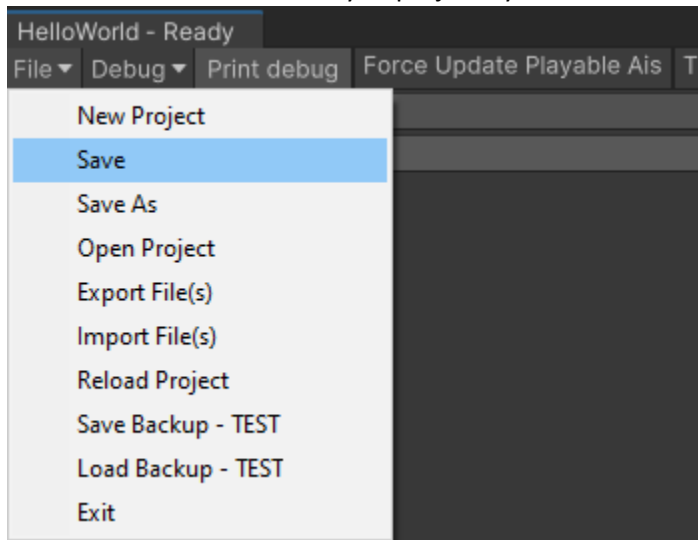 HelloWorld - Ready
File Debug Print debug Force Update Playable Ais
New Project
Save
Save As
Open Project
Export File(s)
Import File(s)
Reload Project
Save Backup - TEST
Load Backup - TEST
Exit